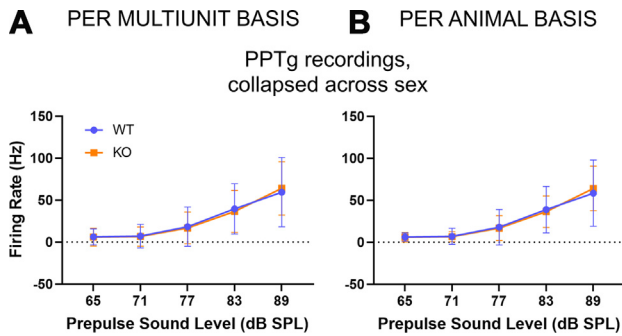 A PER MULTIUNIT BASIS
B PER ANIMAL BASIS
PPTg recordings,
collapsed across sex
Firing Rate (Hz)
150
100
50
0
-50
WT
KO
65 71 77 83 89
Prepulse Sound Level (dB SPL)
150
100
50
0
-50
65 71 77 83 89
Prepulse Sound Level (dB SPL)